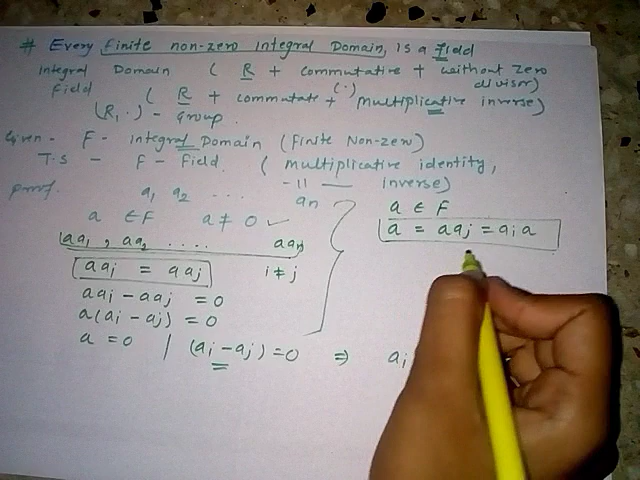 # Every finite non-zero Integral Domain, is a field
Integral Domain ( R + commutative + without zero divisor)
Field ( R + commutate (·) + multiplicative inverse)
(R, ·) - Group.
Given - F - Integral Domain (Finite Non-zero)
T.S - F - Field. ( multiplicative identity,
-11- inverse)
Proof. a1 a2 .... an
a ∈ F a ≠ 0 ✓
aa1, aa2 .... aan
aai = aaj i ≠ j
aai - aaj = 0
a(ai - aj) = 0
a = 0 / (ai - aj) = 0 ⇒ ai
a ∈ F
a = aaj = aja